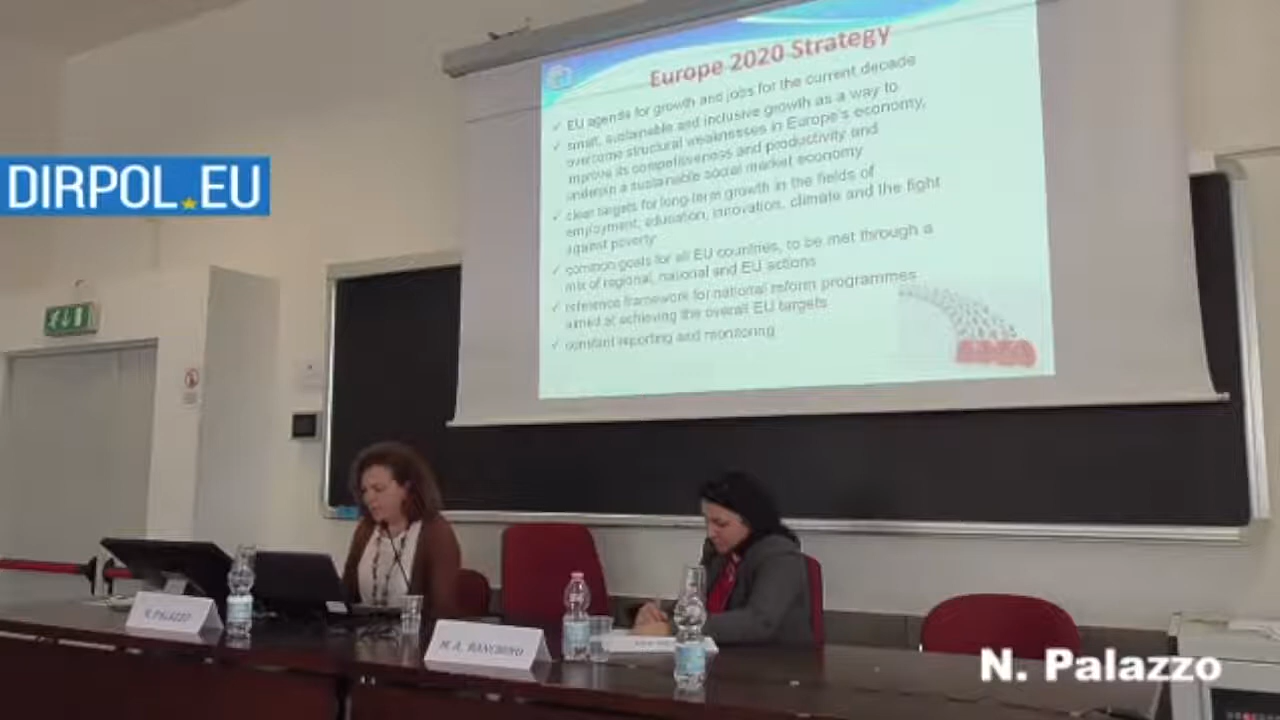 Europe 2020 Strategy
✓ EU agenda for growth and jobs for the current decade
✓ smart, sustainable and inclusive growth as a way to
overcome structural weaknesses in Europe's economy,
improve its competitiveness and productivity and
underpin a sustainable social market economy
✓ clear targets for long-term growth in the fields of
employment, education, innovation, climate and the fight
against poverty
✓ common goals for all EU countries, to be met through a
mix of regional, national and EU actions
✓ reference framework for national reform programmes
aimed at achieving the overall EU targets
✓ constant reporting and monitoring
DIRPOL.EU
N. PALAZZO
M. A.
N. Palazzo